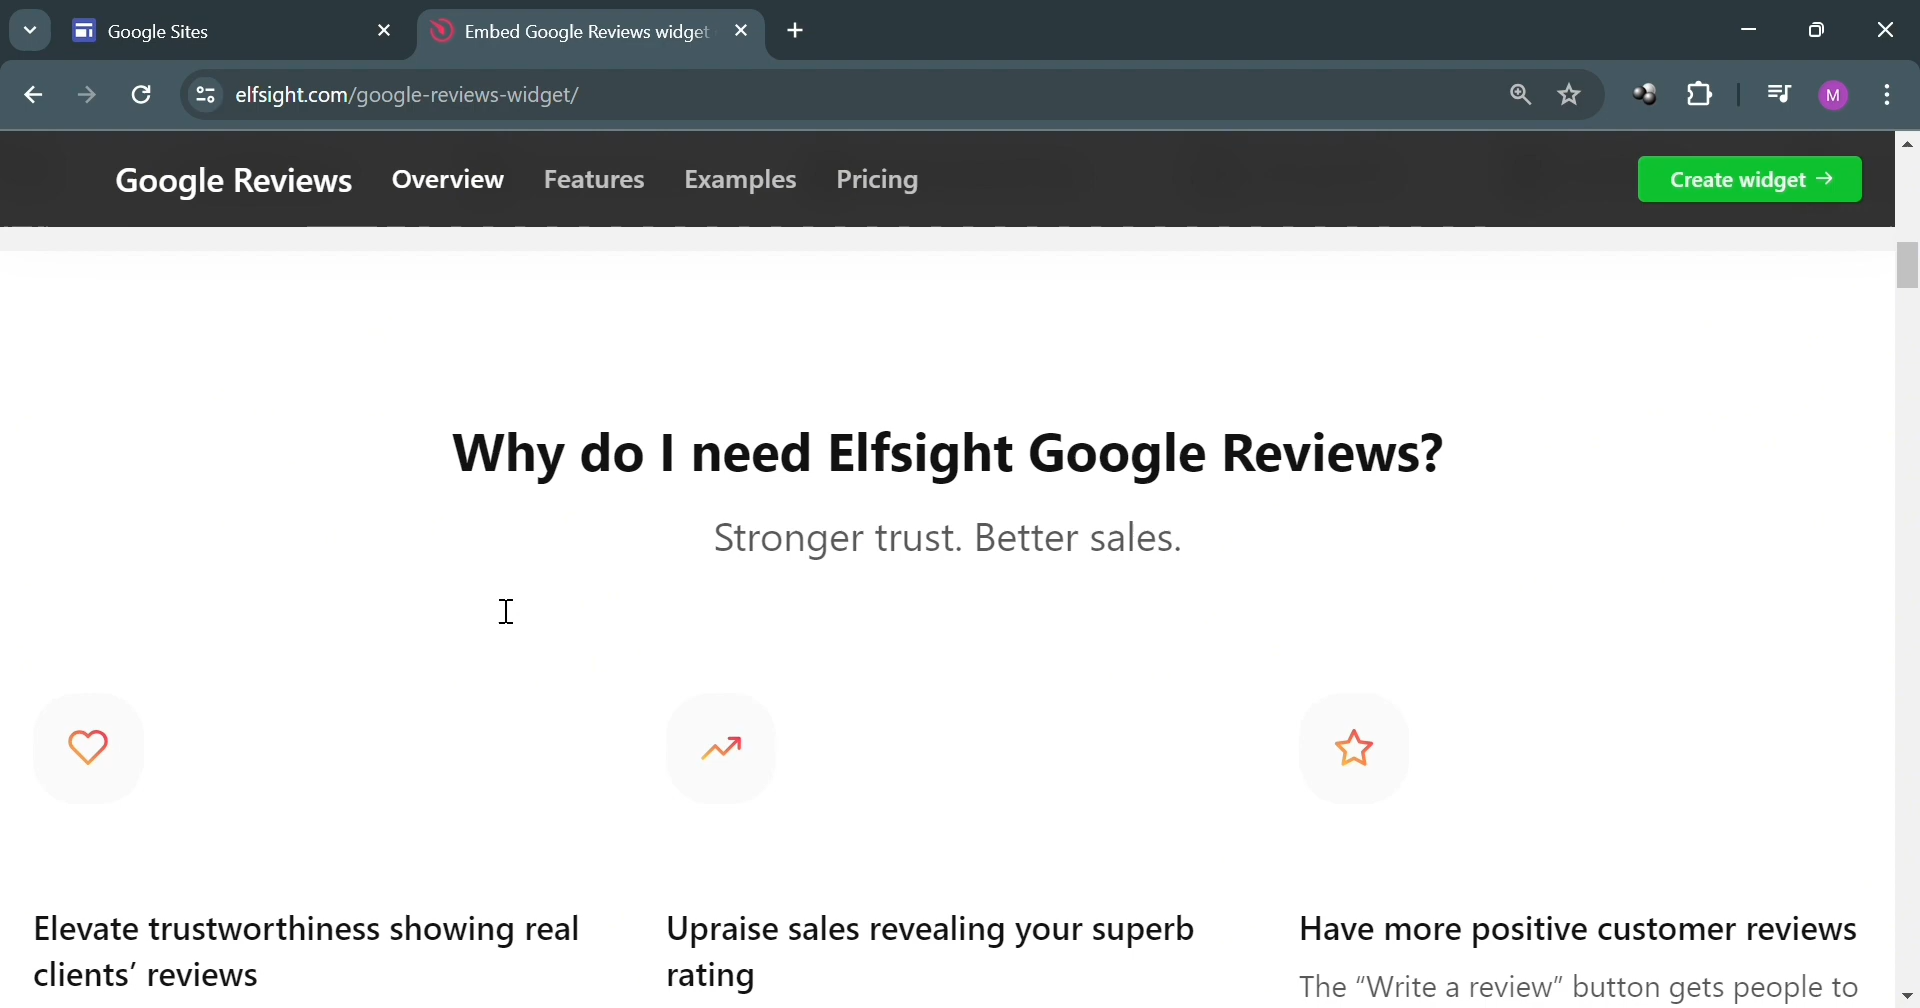 Google Sites
Embed Google Reviews widget
elfsight.com/google-reviews-widget/
M
Google Reviews Overview Features Examples Pricing Create widget →
Why do I need Elfsight Google Reviews?
Stronger trust. Better sales.
Elevate trustworthiness showing real
clients’ reviews
Upraise sales revealing your superb
rating
Have more positive customer reviews
The “Write a review” button gets people to